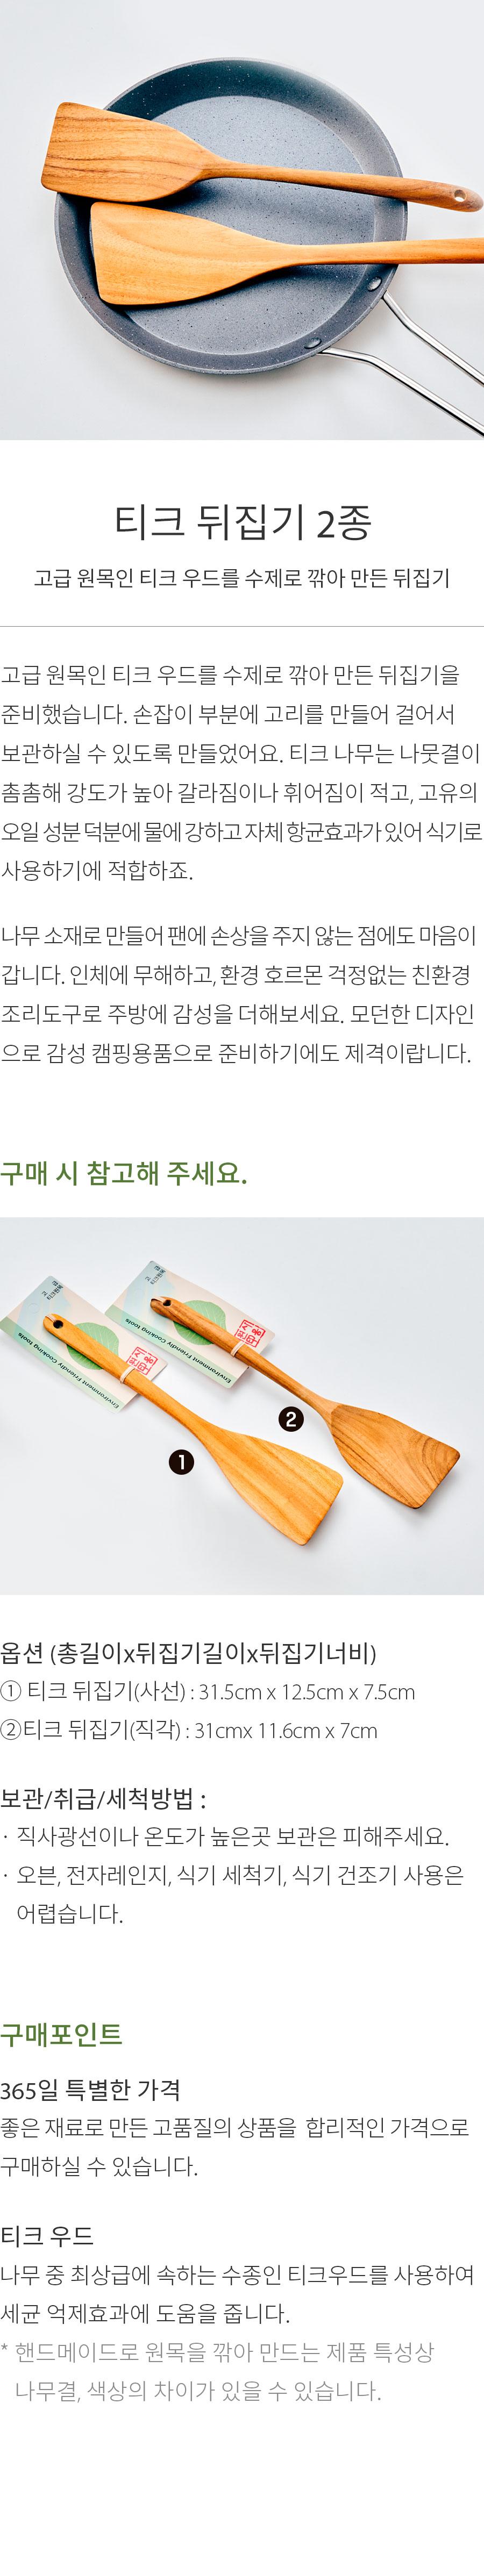 티크 뒤집기 2종
고급 원목인 티크 우드를 수제로 깎아 만든 뒤집기
고급 원목인 티크 우드를 수제로 깎아 만든 뒤집기을
준비했습니다. 손잡이 부분에 고리를 만들어 걸어서
보관하실 수 있도록 만들었어요. 티크 나무는 나뭇결이
촘촘해 강도가 높아 갈라짐이나 휘어짐이 적고, 고유의
오일 성분 덕분에 물에 강하고 자체 항균효과가 있어 식기로
사용하기에 적합하죠.
나무 소재로 만들어 팬에 손상을 주지 않는 점에도 마음이
갑니다. 인체에 무해하고, 환경 호르몬 걱정없는 친환경
조리도구로 주방에 감성을 더해보세요. 모던한 디자인
으로 감성 캠핑용품으로 준비하기에도 제격이랍니다.
구매 시 참고해 주세요.
고급
티크원목
Environment Friendly Cooking tools
고급
티크원목
Environment Friendly Cooking tools
1
2
옵션 (총길이x뒤집기길이x뒤집기너비)
① 티크 뒤집기(사선) : 31.5cm x 12.5cm x 7.5cm
②티크 뒤집기(직각) : 31cmx 11.6cm x 7cm
보관/취급/세척방법 :
· 직사광선이나 온도가 높은곳 보관은 피해주세요.
· 오븐, 전자레인지, 식기 세척기, 식기 건조기 사용은
어렵습니다.
구매포인트
365일 특별한 가격
좋은 재료로 만든 고품질의 상품을 합리적인 가격으로
구매하실 수 있습니다.
티크 우드
나무 중 최상급에 속하는 수종인 티크우드를 사용하여
세균 억제효과에 도움을 줍니다.
* 핸드메이드로 원목을 깎아 만드는 제품 특성상
나무결, 색상의 차이가 있을 수 있습니다.